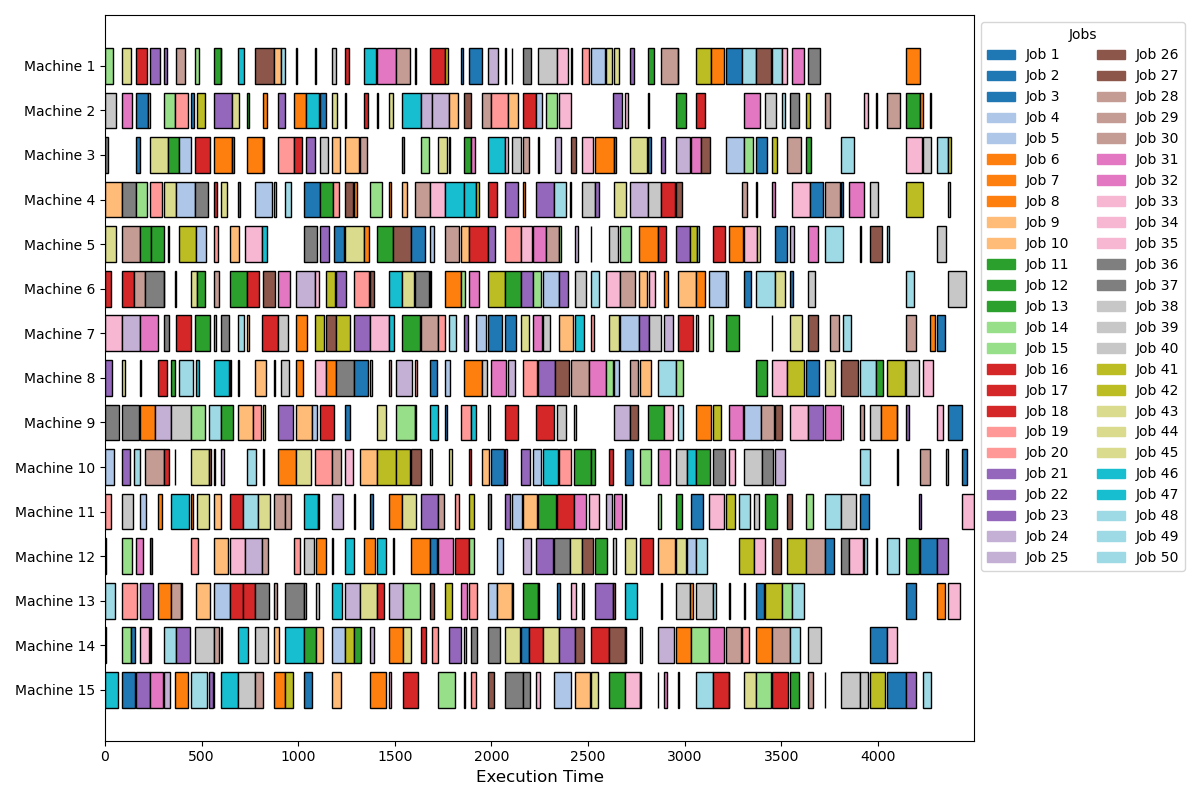 Machine 1
Machine 2
Machine 3
Machine 4
Machine 5
Machine 6
Machine 7
Machine 8
Machine 9
Machine 10
Machine 11
Machine 12
Machine 13
Machine 14
Machine 15
0 500 1000 1500 2000 2500 3000 3500 4000
Execution Time
Jobs
Job 1 Job 26
Job 2 Job 27
Job 3 Job 28
Job 4 Job 29
Job 5 Job 30
Job 6 Job 31
Job 7 Job 32
Job 8 Job 33
Job 9 Job 34
Job 10 Job 35
Job 11 Job 36
Job 12 Job 37
Job 13 Job 38
Job 14 Job 39
Job 15 Job 40
Job 16 Job 41
Job 17 Job 42
Job 18 Job 43
Job 19 Job 44
Job 20 Job 45
Job 21 Job 46
Job 22 Job 47
Job 23 Job 48
Job 24 Job 49
Job 25 Job 50